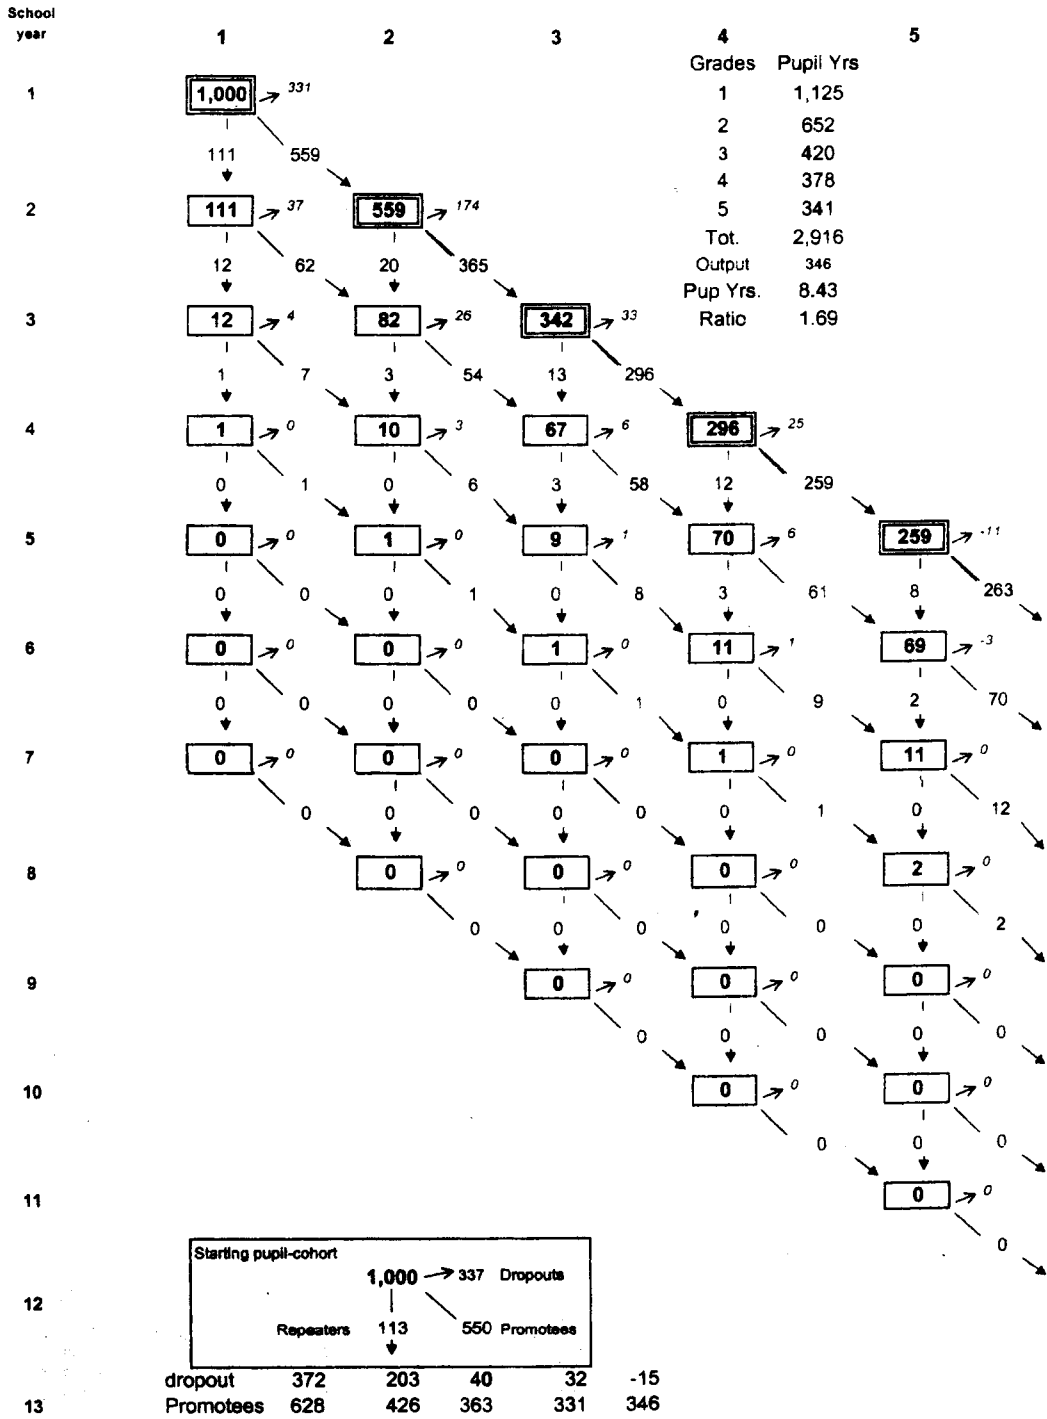 School
year 1 2 3 4 5
Grades Pupil Yrs
1 1,000 331 1 1,125
2 652
111 559 3 420
4 378
2 111 37 559 174 5 341
Tot. 2,916
12 62 20 365 Output 346
Pup Yrs. 8.43
3 12 4 82 26 342 33 Ratio 1.69
1 7 3 54 13 296
4 1 0 10 3 67 6 296 25
0 1 0 6 3 58 12 259
5 0 0 1 0 9 1 70 6 259 -11
0 0 0 1 0 8 3 61 8 263
6 0 0 0 0 1 0 11 1 69 -3
0 0 0 0 0 1 0 9 2 70
7 0 0 0 0 0 0 1 0 11 0
0 0 0 0 0 0 1 0 12
8 0 0 0 0 0 0 2 0
0 0 0 0 0 0 2
9 0 0 0 0 0 0
0 0 0 0 0
10 0 0 0 0
0 0 0
11 0 0
0
Starting pupil-cohort
1,000 337 Dropouts
12
Repeaters 113 550 Promotees
dropout 372 203 40 32 -15
13 Promotees 628 426 363 331 346